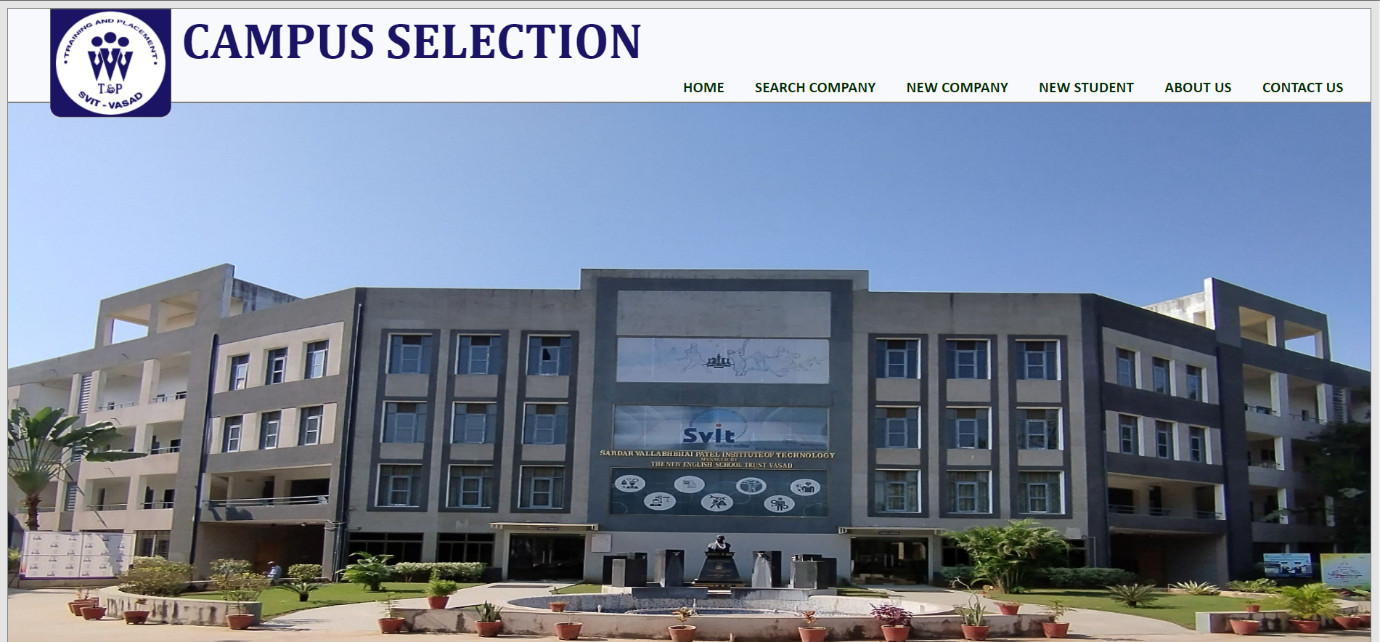 TRAINING AND PLACEMENT
T&P
SVIT - VASAD
CAMPUS SELECTION
HOME SEARCH COMPANY NEW COMPANY NEW STUDENT ABOUT US CONTACT US
Svit
SARDAR VALLABHBHAI PATEL INSTITUTE OF TECHNOLOGY
MANAGED BY
THE NEW ENGLISH SCHOOL TRUST VASAD